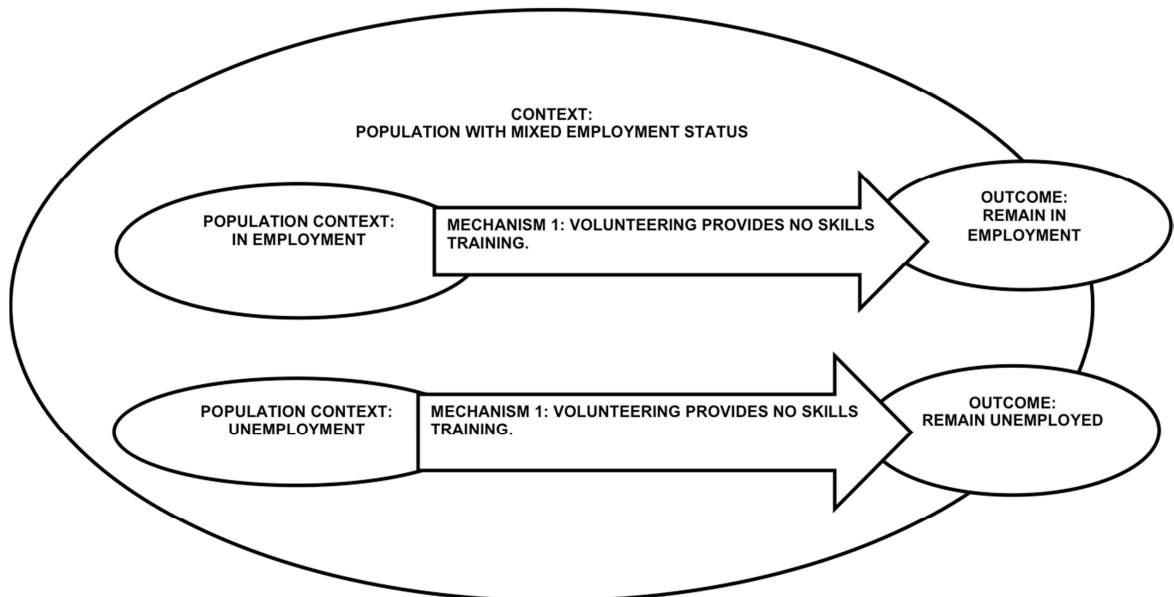 CONTEXT:
POPULATION WITH MIXED EMPLOYMENT STATUS
POPULATION CONTEXT:
IN EMPLOYMENT
MECHANISM 1: VOLUNTEERING PROVIDES NO SKILLS
TRAINING.
OUTCOME:
REMAIN IN
EMPLOYMENT
POPULATION CONTEXT:
UNEMPLOYMENT
MECHANISM 1: VOLUNTEERING PROVIDES NO SKILLS
TRAINING.
OUTCOME:
REMAIN UNEMPLOYED